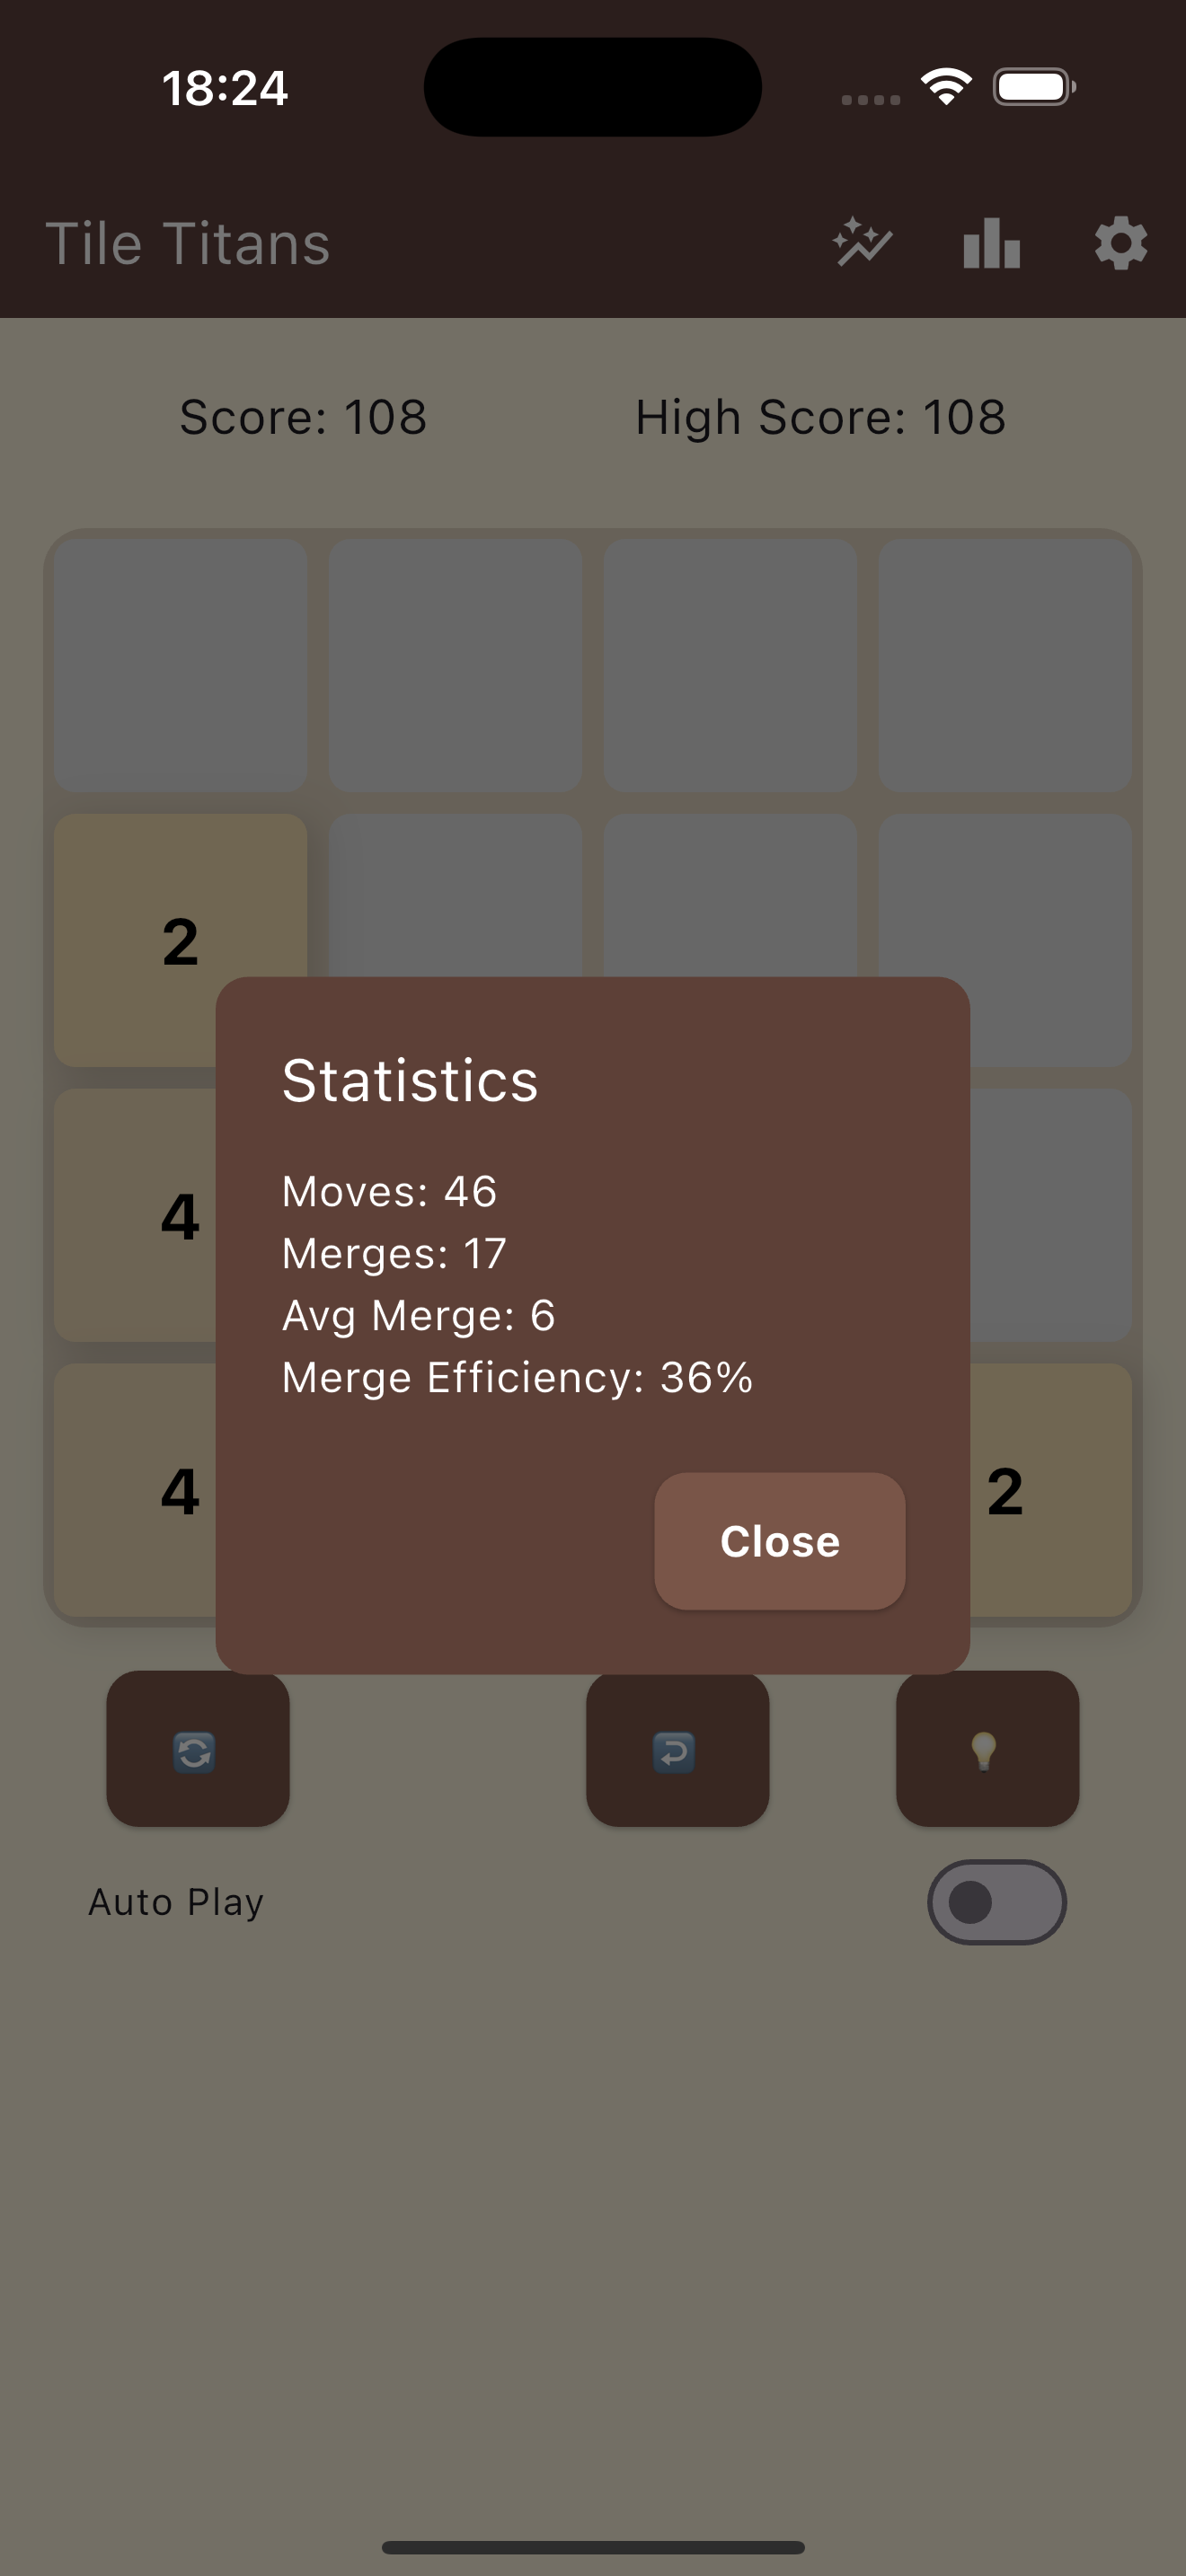 18:24
Tile Titans
Score: 108 High Score: 108
2
Statistics
Moves: 46
4
Merges: 17
Avg Merge: 6
Merge Efficiency: 36%
4
2
Close
Auto Play